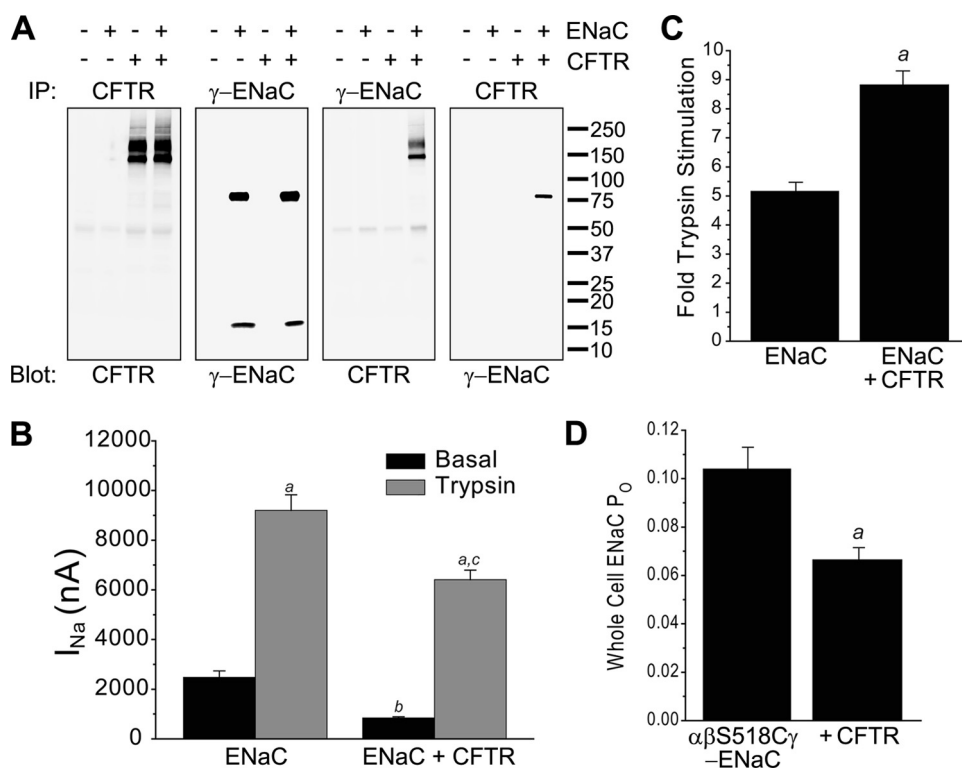 A
- + - + - + - + - + - + - + - + ENaC
- - + + - - + + - - + + - - + + CFTR
IP: CFTR γ–ENaC γ–ENaC CFTR
250
150
100
75
50
37
25
20
15
10
Blot: CFTR γ–ENaC CFTR γ–ENaC
B
12000
10000
8000
6000
4000
2000
0
I_Na (nA)
Basal
Trypsin
a
b
a,c
ENaC
ENaC + CFTR
C
10
9
8
7
6
5
4
3
2
1
0
Fold Trypsin Stimulation
a
ENaC
ENaC
+ CFTR
D
0.12
0.10
0.08
0.06
0.04
0.02
0.00
Whole Cell ENaC P_O
a
αβS518Cγ
–ENaC
+ CFTR